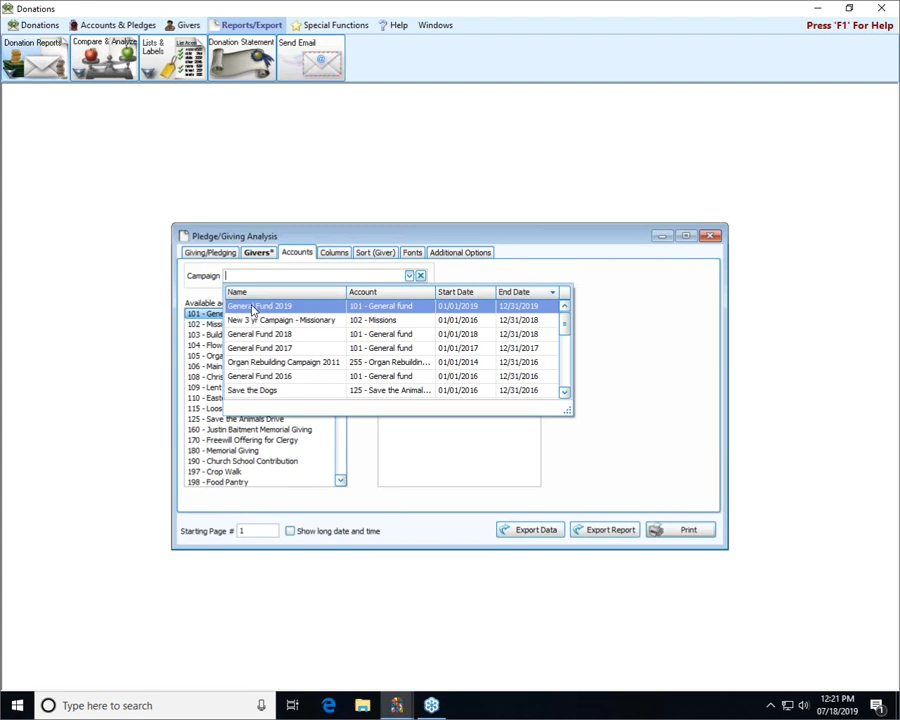 Donations
Donations Accounts & Pledges Givers Reports/Export Special Functions Help Windows Press 'F1' For Help
Donation Reports Compare & Analyze Lists & Labels Donation Statement Send Email
Pledge/Giving Analysis
Giving/Pledging Givers* Accounts Columns Sort (Giver) Fonts Additional Options
Campaign
Name Account Start Date End Date
General Fund 2019 101 - General fund 01/01/2019 12/31/2019
New 3 yr Campaign - Missionary 102 - Missions 01/01/2016 12/31/2018
General Fund 2018 101 - General fund 01/01/2018 12/31/2018
General Fund 2017 101 - General fund 01/01/2017 12/31/2017
Organ Rebuilding Campaign 2011 255 - Organ Rebuildin... 01/01/2014 12/31/2016
General Fund 2016 101 - General fund 01/01/2016 12/31/2016
Save the Dogs 125 - Save the Animal... 01/01/2016 12/31/2016
Available a
101 - Gene
102 - Missi
103 - Build
104 - Flow
105 - Orga
106 - Main
108 - Chris
109 - Lent
110 - Easte
115 - Loos
125 - Save the Animals Drive
160 - Justin Baitment Memorial Giving
170 - Freewill Offering for Clergy
180 - Memorial Giving
190 - Church School Contribution
197 - Crop Walk
198 - Food Pantry
Starting Page # 1 Show long date and time Export Data Export Report Print
Type here to search
12:21 PM
07/18/2019
1